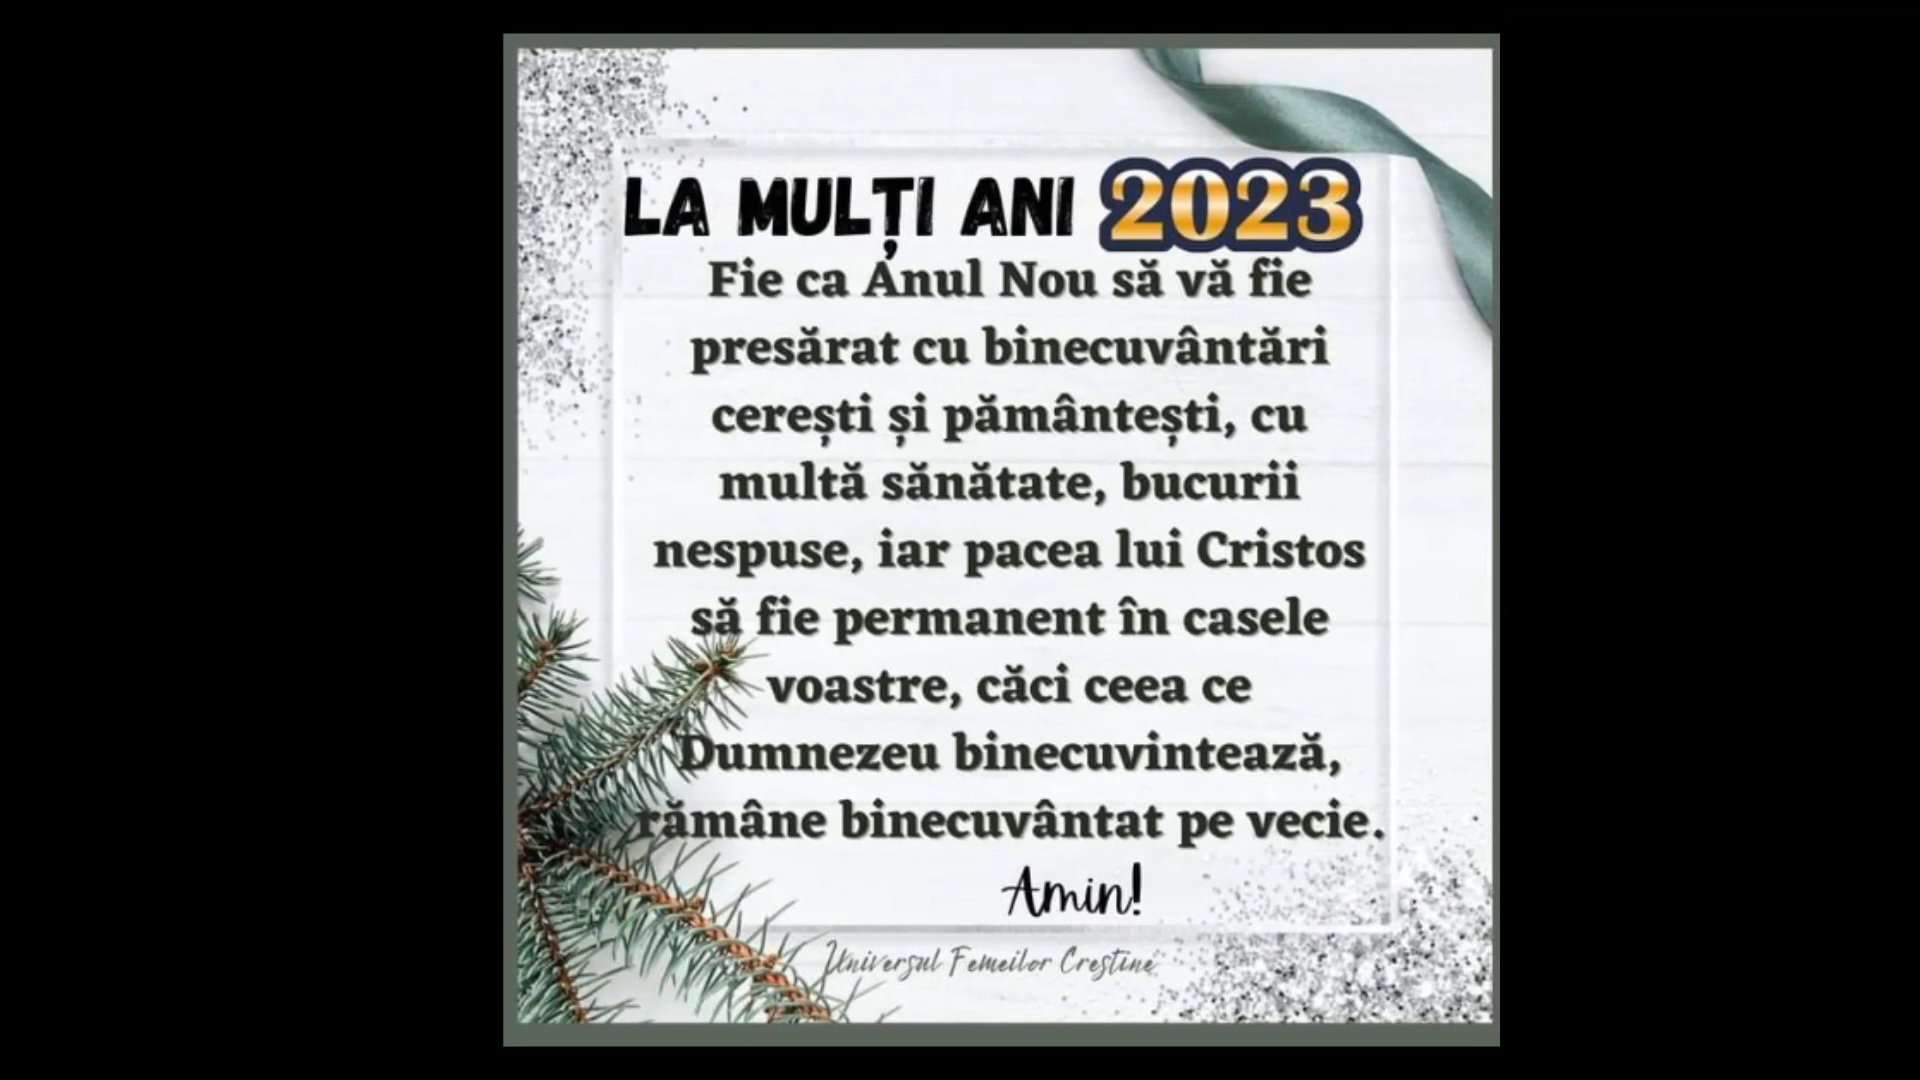 LA MULȚI ANI 2023
Fie ca Anul Nou să vă fie
presărat cu binecuvântări
cerești și pământești, cu
multă sănătate, bucurii
nespuse, iar pacea lui Cristos
să fie permanent în casele
voastre, căci ceea ce
Dumnezeu binecuvintează,
rămâne binecuvântat pe vecie.
Amin!
Universul Femeilor Creștine